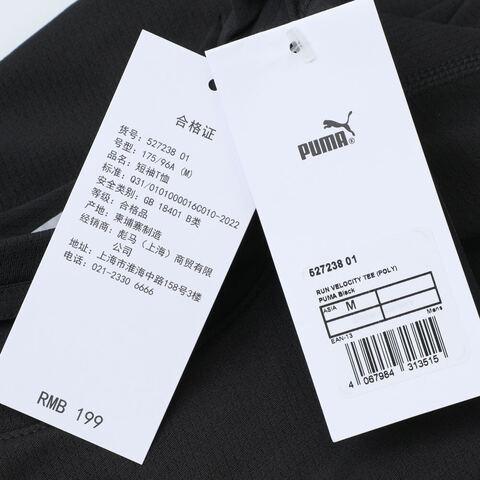 合格证
货号: 527238 01
号型: 175/96A (M)
品名: 短袖T恤
标准: Q31/0101000016C010-2022
安全类别: GB 18401 B类
等级: 合格品
产地: 柬埔寨制造
经销商: 彪马(上海)商贸有限
公司
地址: 上海市淮海中路158号3楼
电话: 021-2330 6666
RMB 199
PUMA®
527238 01
RUN VELOCITY TEE (POLY)
PUMA Black
ASIA M
EAN-13 Mens
4 067984 313515